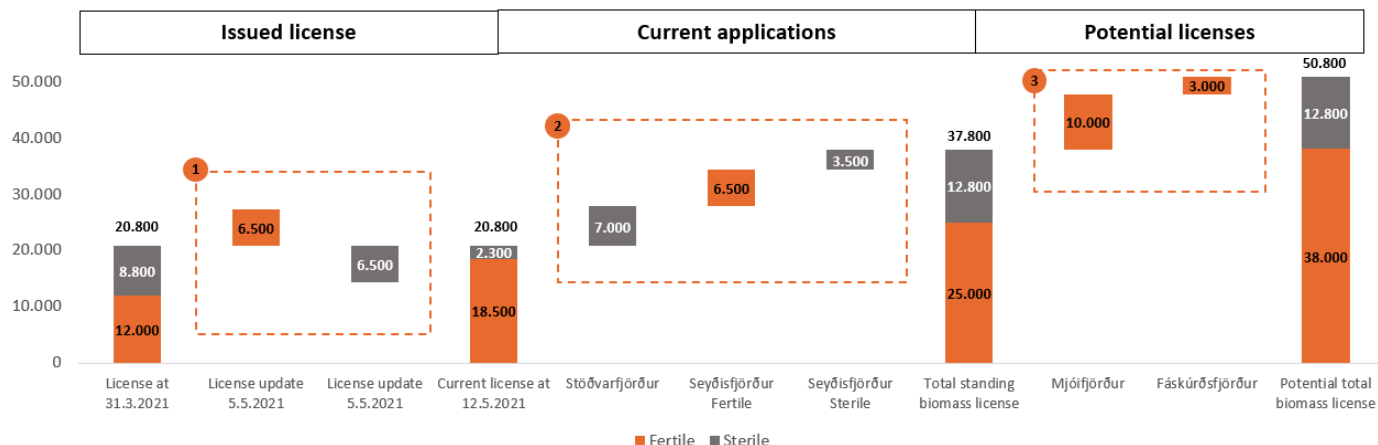 Issued license
Current applications
Potential licenses
50.000
40.000
30.000
20.000
10.000
0
20.800
8.800
12.000
1
6.500
6.500
20.800
2.300
18.500
2
7.000
6.500
3.500
37.800
12.800
25.000
3
10.000
3.000
50.800
12.800
38.000
License at
31.3.2021
License update
5.5.2021
License update
5.5.2021
Current license at
12.5.2021
Stöðvarfjörður
Seyðisfjörður
Fertile
Seyðisfjörður
Sterile
Total standing
biomass license
Mjóifjörður
Fáskúrðsfjörður
Potential total
biomass license
Fertile
Sterile